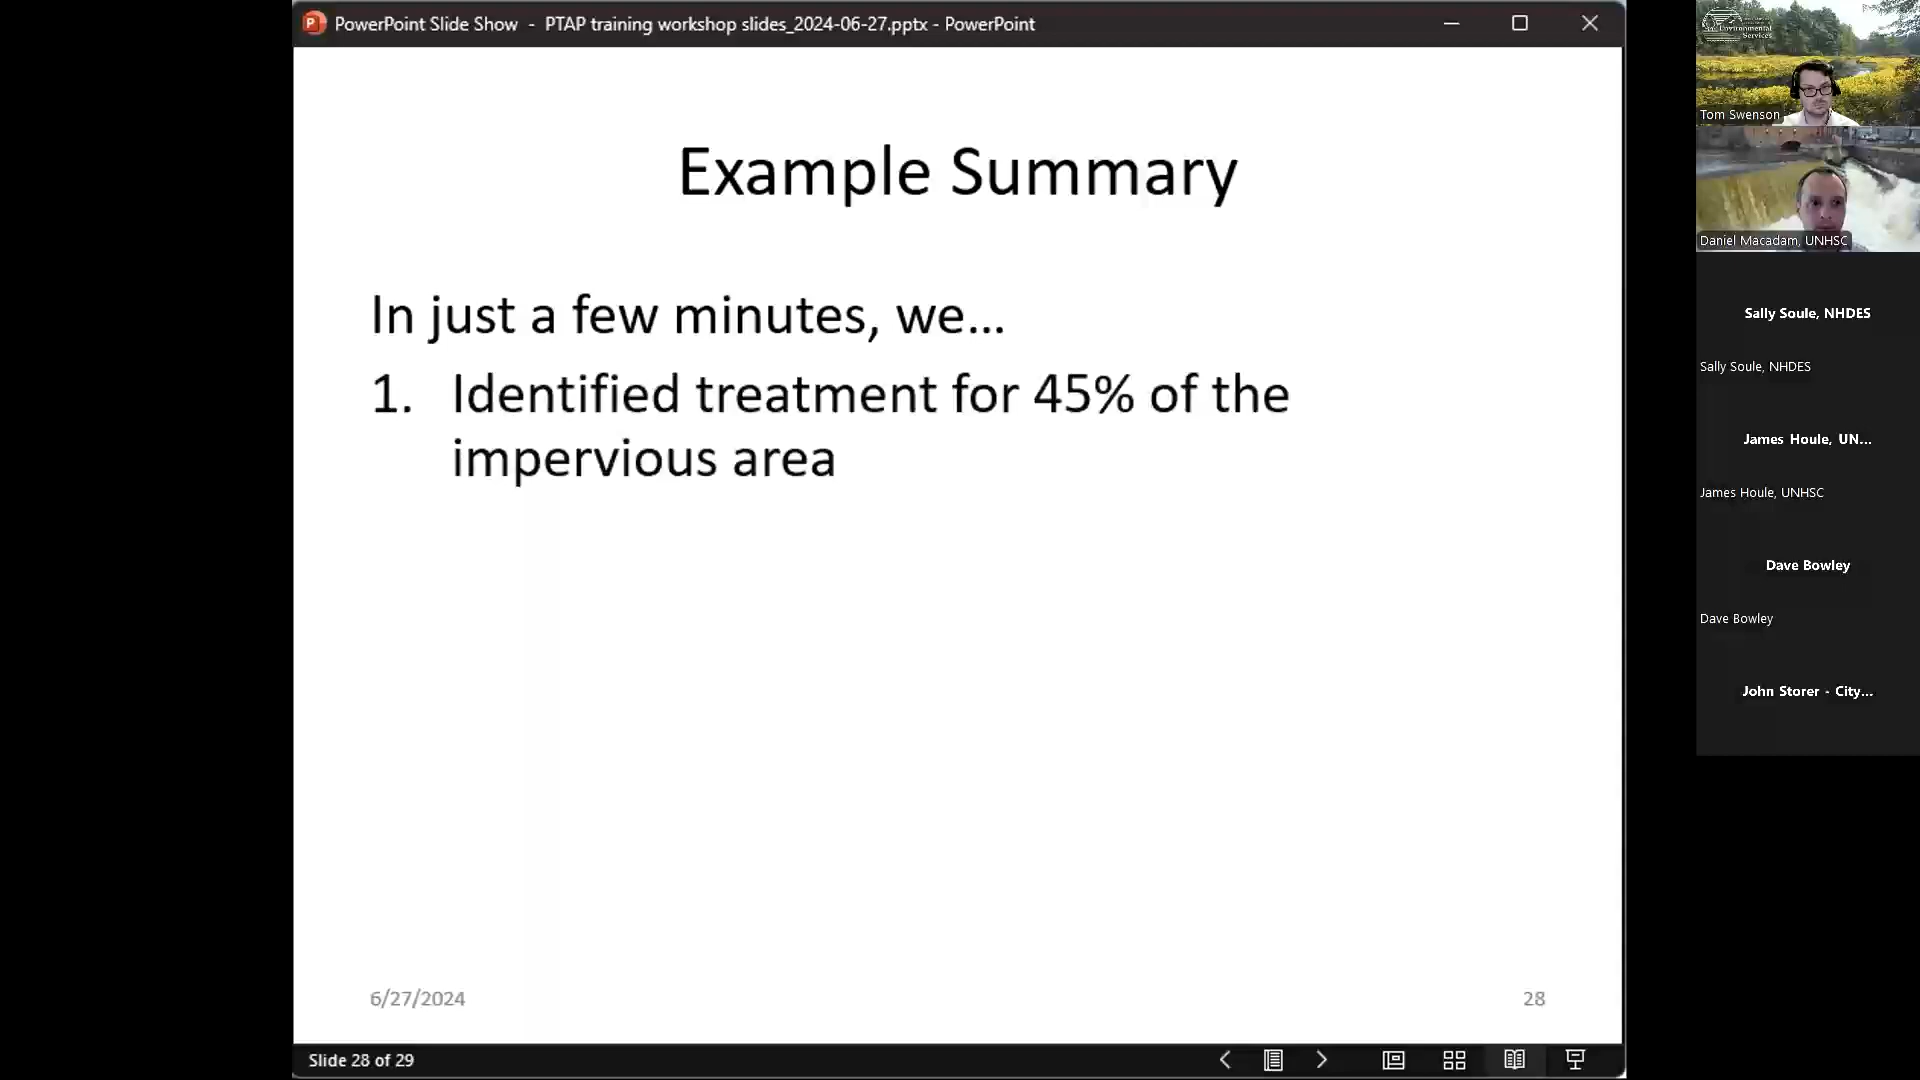 PowerPoint Slide Show - PTAP training workshop slides_2024-06-27.pptx - PowerPoint
Example Summary
In just a few minutes, we...
1. Identified treatment for 45% of the
impervious area
6/27/2024
28
Slide 28 of 29
Environmental
Services
Tom Swenson
Daniel Macadam, UNHSC
Sally Soule, NHDES
Sally Soule, NHDES
James Houle, UN...
James Houle, UNHSC
Dave Bowley
Dave Bowley
John Storer - City...